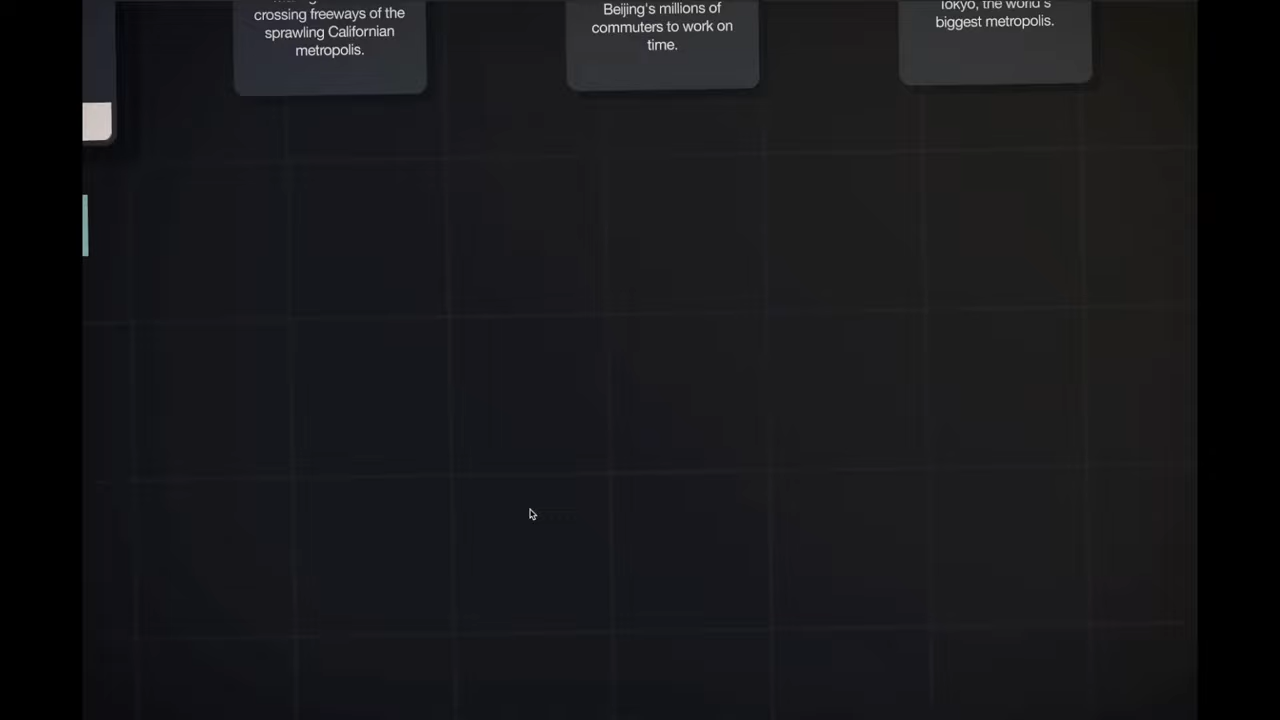 crossing freeways of the
sprawling Californian
metropolis.
Beijing's millions of
commuters to work on
time.
Tokyo, the world's
biggest metropolis.